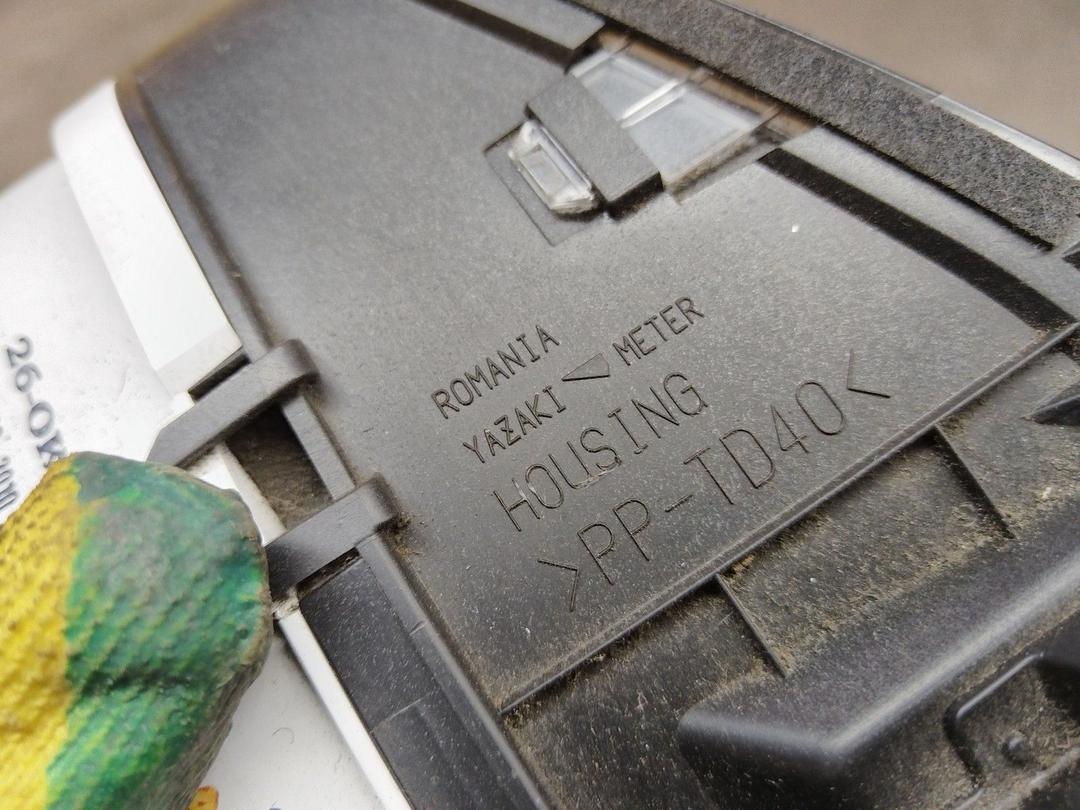 ROMANIA
YAZAKI METER
HOUSING
>PP-TD40<
26-OK